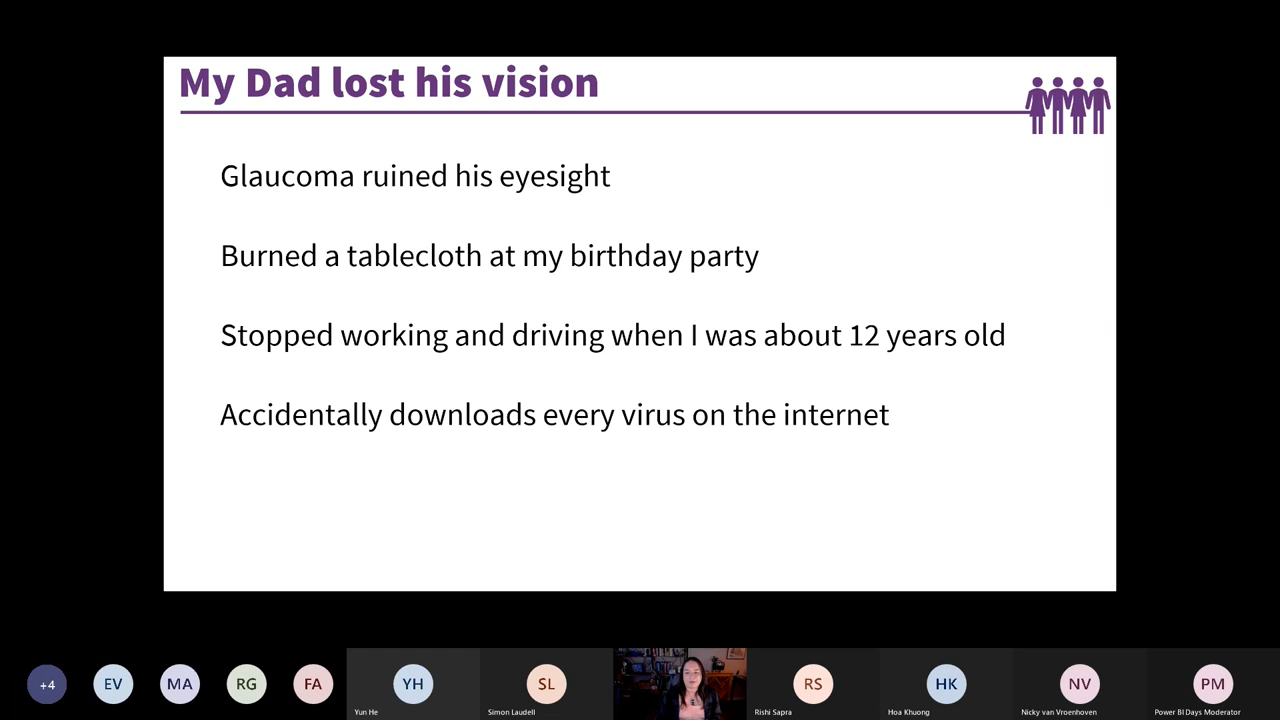 My Dad lost his vision
Glaucoma ruined his eyesight
Burned a tablecloth at my birthday party
Stopped working and driving when I was about 12 years old
Accidentally downloads every virus on the internet
+4
EV
MA
RG
FA
YH
SL
RS
HK
NV
PM
Yun He
Simon Laudell
Rishi Sapra
Hoa Khuong
Nicky van Vroenhoven
Power BI Days Moderator